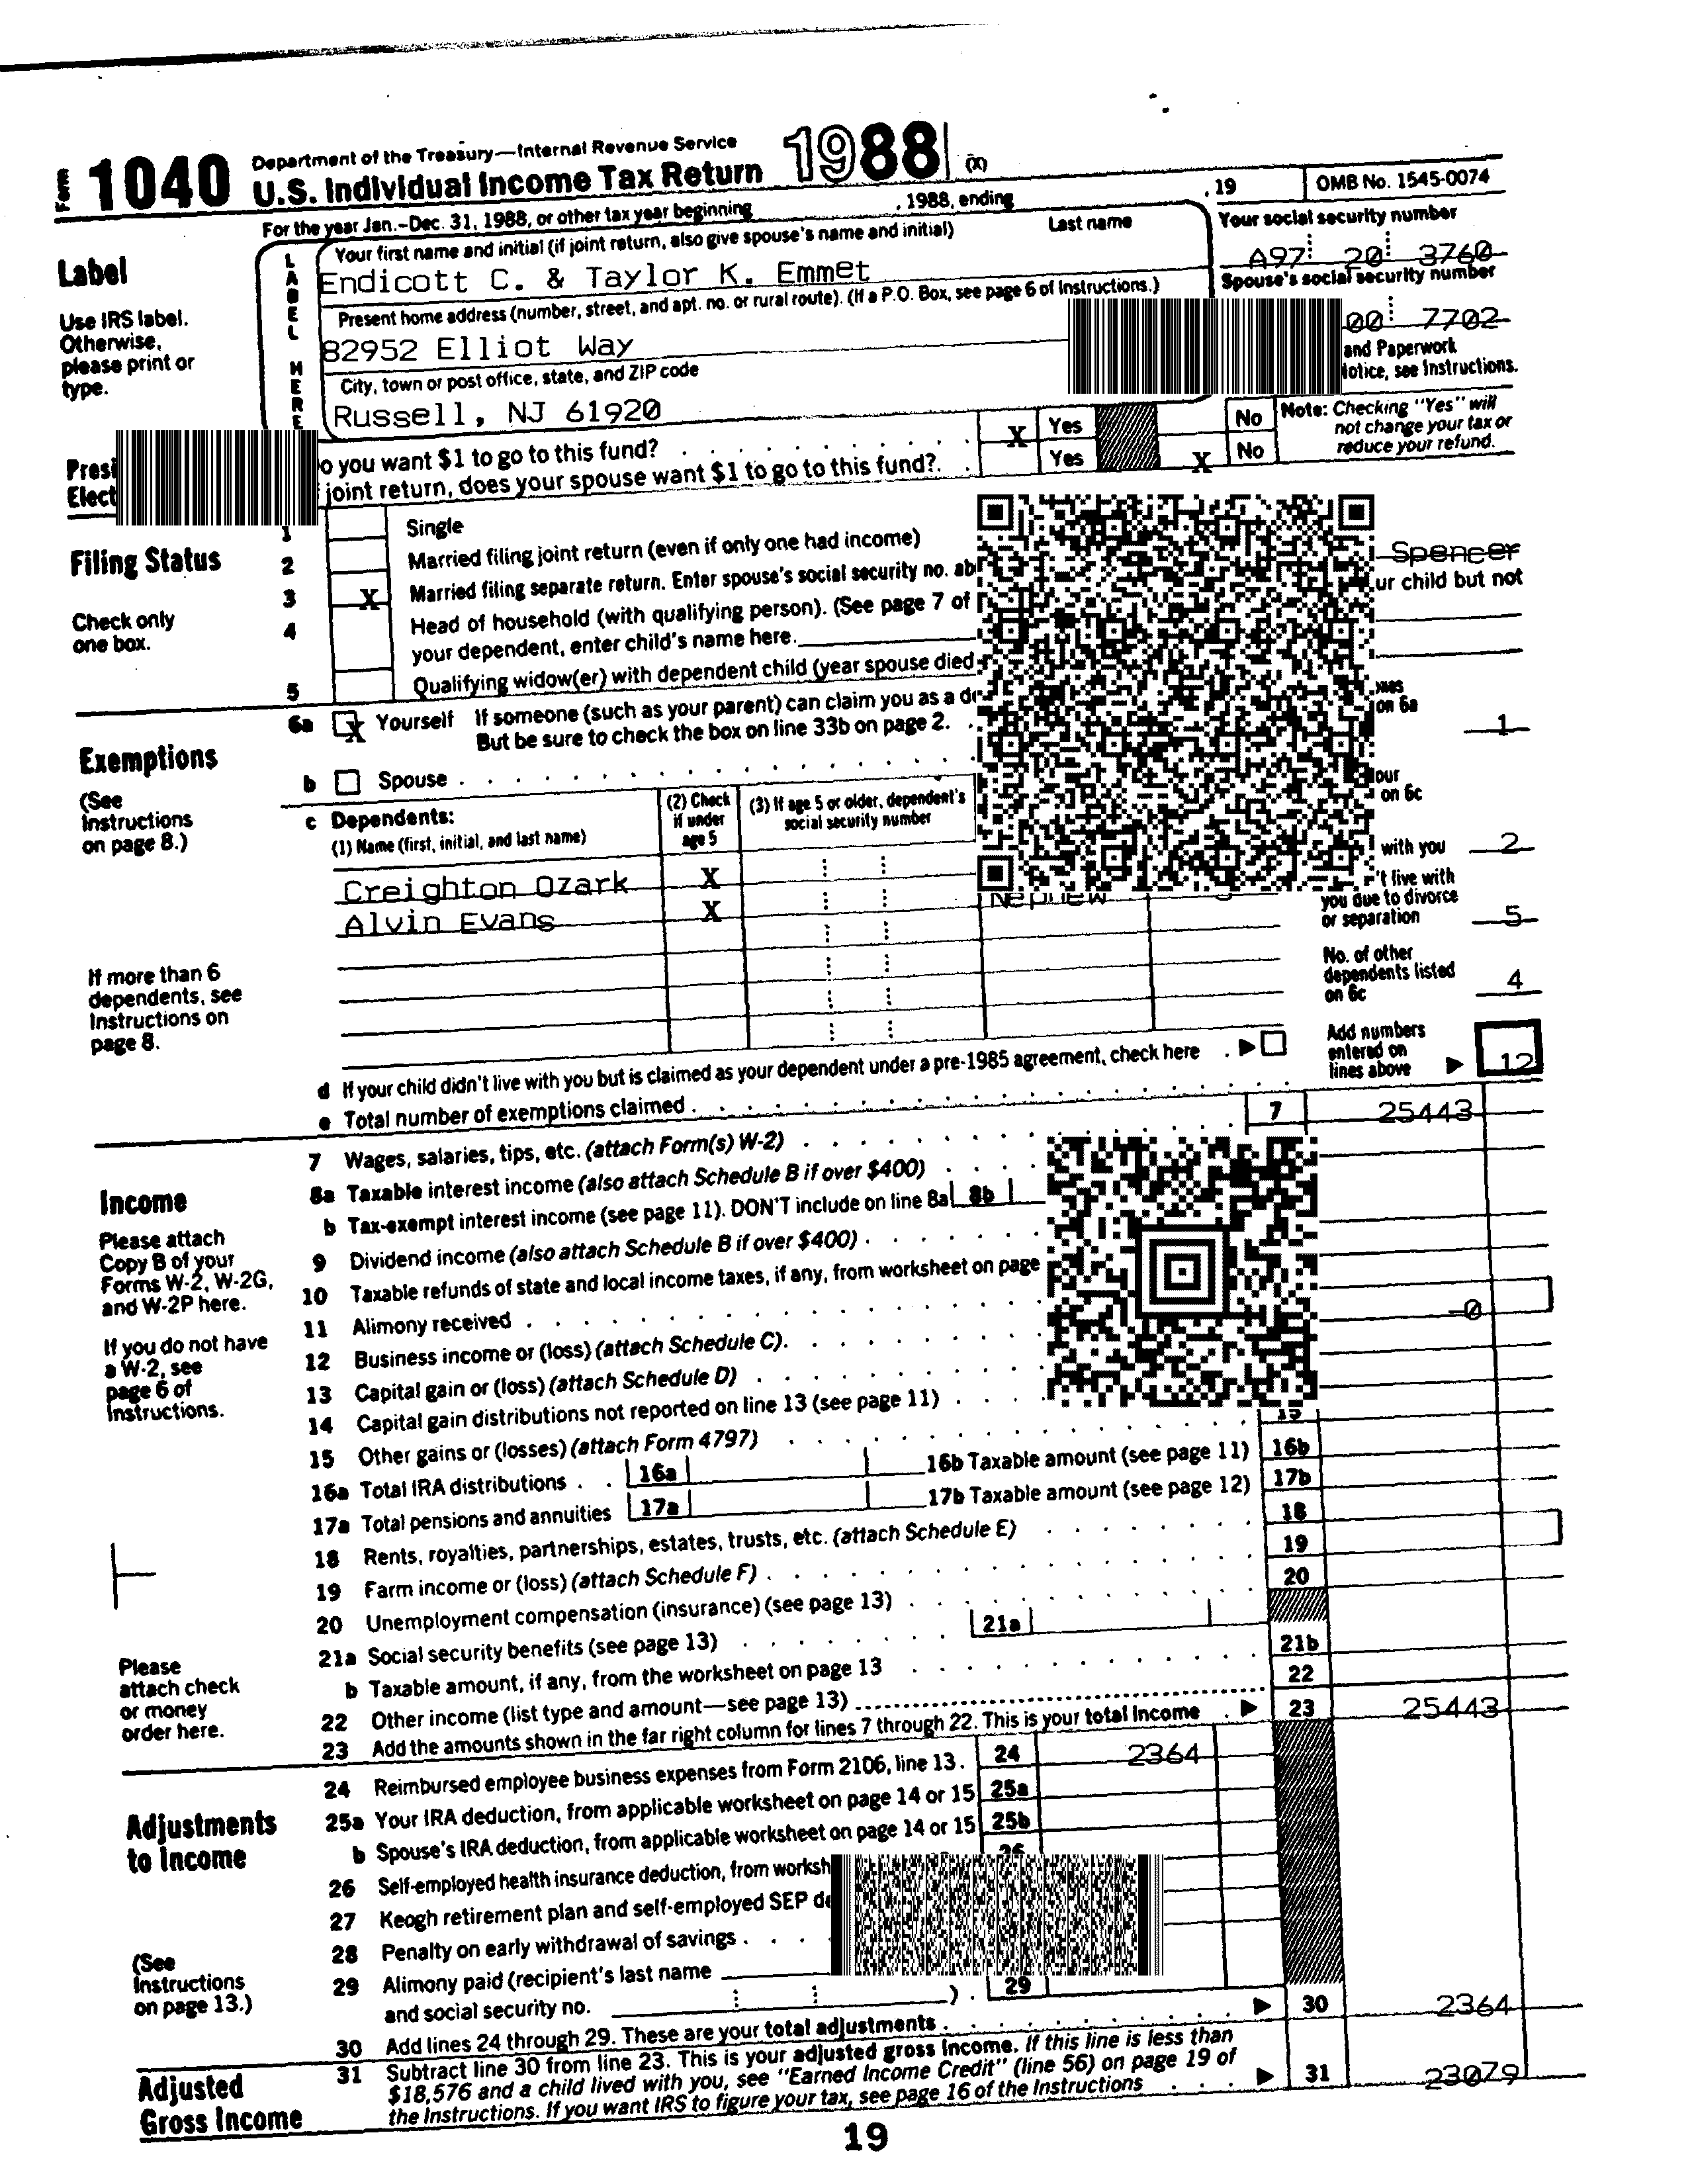 Form 1040 Department of the Treasury—Internal Revenue Service
U.S. Individual Income Tax Return 1988 (X)
For the year Jan.–Dec. 31, 1988, or other tax year beginning , 1988, ending , 19 OMB No. 1545-0074
Label
Use IRS label. Otherwise, please print or type.
LABEL HERE
Your first name and initial (if joint return, also give spouse's name and initial) Last name
Endicott C. & Taylor K. Emmet
Your social security number
A97 20 3760
Present home address (number, street, and apt. no. or rural route). (If a P.O. Box, see page 6 of Instructions.)
82952 Elliot Way
Spouse's social security number
00 7702
City, town or post office, state, and ZIP code
Russell, NJ 61920
and Paperwork
see Instructions.
o you want $1 to go to this fund? X Yes No
joint return, does your spouse want $1 to go to this fund? Yes X No
Note: Checking "Yes" will not change your tax or reduce your refund.
Filing Status
Check only one box.
1 Single
2 Married filing joint return (even if only one had income)
3 X Married filing separate return. Enter spouse's social security no. Spencer
4 Head of household (with qualifying person). (See page 7 of ur child but not
your dependent, enter child's name here.
5 Qualifying widow(er) with dependent child (year spouse died
Exemptions
(See Instructions on page 8.)
6a X Yourself If someone (such as your parent) can claim you as a
But be sure to check the box on line 33b on page 2.
on 6a 1
b Spouse
on 6c
c Dependents:
(1) Name (first, initial, and last name)
(2) Check if under age 5
(3) If age 5 or older, dependent's social security number
with you 2
Creighton Ozark X
Alvin Evans X Nephew
't live with you due to divorce or separation 5
If more than 6 dependents, see Instructions on page 8.
No. of other dependents listed on 6c 4
d If your child didn't live with you but is claimed as your dependent under a pre-1985 agreement, check here
e Total number of exemptions claimed
Add numbers entered on lines above 12
Income
Please attach Copy B of your Forms W-2, W-2G, and W-2P here.
If you do not have a W-2, see page 6 of Instructions.
Please attach check or money order here.
7 Wages, salaries, tips, etc. (attach Form(s) W-2) 7 25443
8a Taxable interest income (also attach Schedule B if over $400)
b Tax-exempt interest income (see page 11). DON'T include on line 8a 8b
9 Dividend income (also attach Schedule B if over $400)
10 Taxable refunds of state and local income taxes, if any, from worksheet on page
11 Alimony received
12 Business income or (loss) (attach Schedule C). -0
13 Capital gain or (loss) (attach Schedule D)
14 Capital gain distributions not reported on line 13 (see page 11)
15 Other gains or (losses) (attach Form 4797) 15
16a Total IRA distributions 16a 16b Taxable amount (see page 11) 16b
17a Total pensions and annuities 17a 17b Taxable amount (see page 12) 17b
18 Rents, royalties, partnerships, estates, trusts, etc. (attach Schedule E) 18
19 Farm income or (loss) (attach Schedule F) 19
20 Unemployment compensation (insurance) (see page 13) 20
21a Social security benefits (see page 13) 21a
b Taxable amount, if any, from the worksheet on page 13 21b
22 Other income (list type and amount—see page 13) 22
23 Add the amounts shown in the far right column for lines 7 through 22. This is your total income 23 25443
Adjustments to Income
(See Instructions on page 13.)
24 Reimbursed employee business expenses from Form 2106, line 13. 24 2364
25a Your IRA deduction, from applicable worksheet on page 14 or 15 25a
b Spouse's IRA deduction, from applicable worksheet on page 14 or 15 25b
26 Self-employed health insurance deduction, from worksh
27 Keogh retirement plan and self-employed SEP de
28 Penalty on early withdrawal of savings
29 Alimony paid (recipient's last name
and social security no. ) 29
30 Add lines 24 through 29. These are your total adjustments 30 2364
Adjusted Gross Income
31 Subtract line 30 from line 23. This is your adjusted gross income. If this line is less than
$18,576 and a child lived with you, see "Earned Income Credit" (line 56) on page 19 of
the Instructions. If you want IRS to figure your tax, see page 16 of the Instructions 31 23079
19